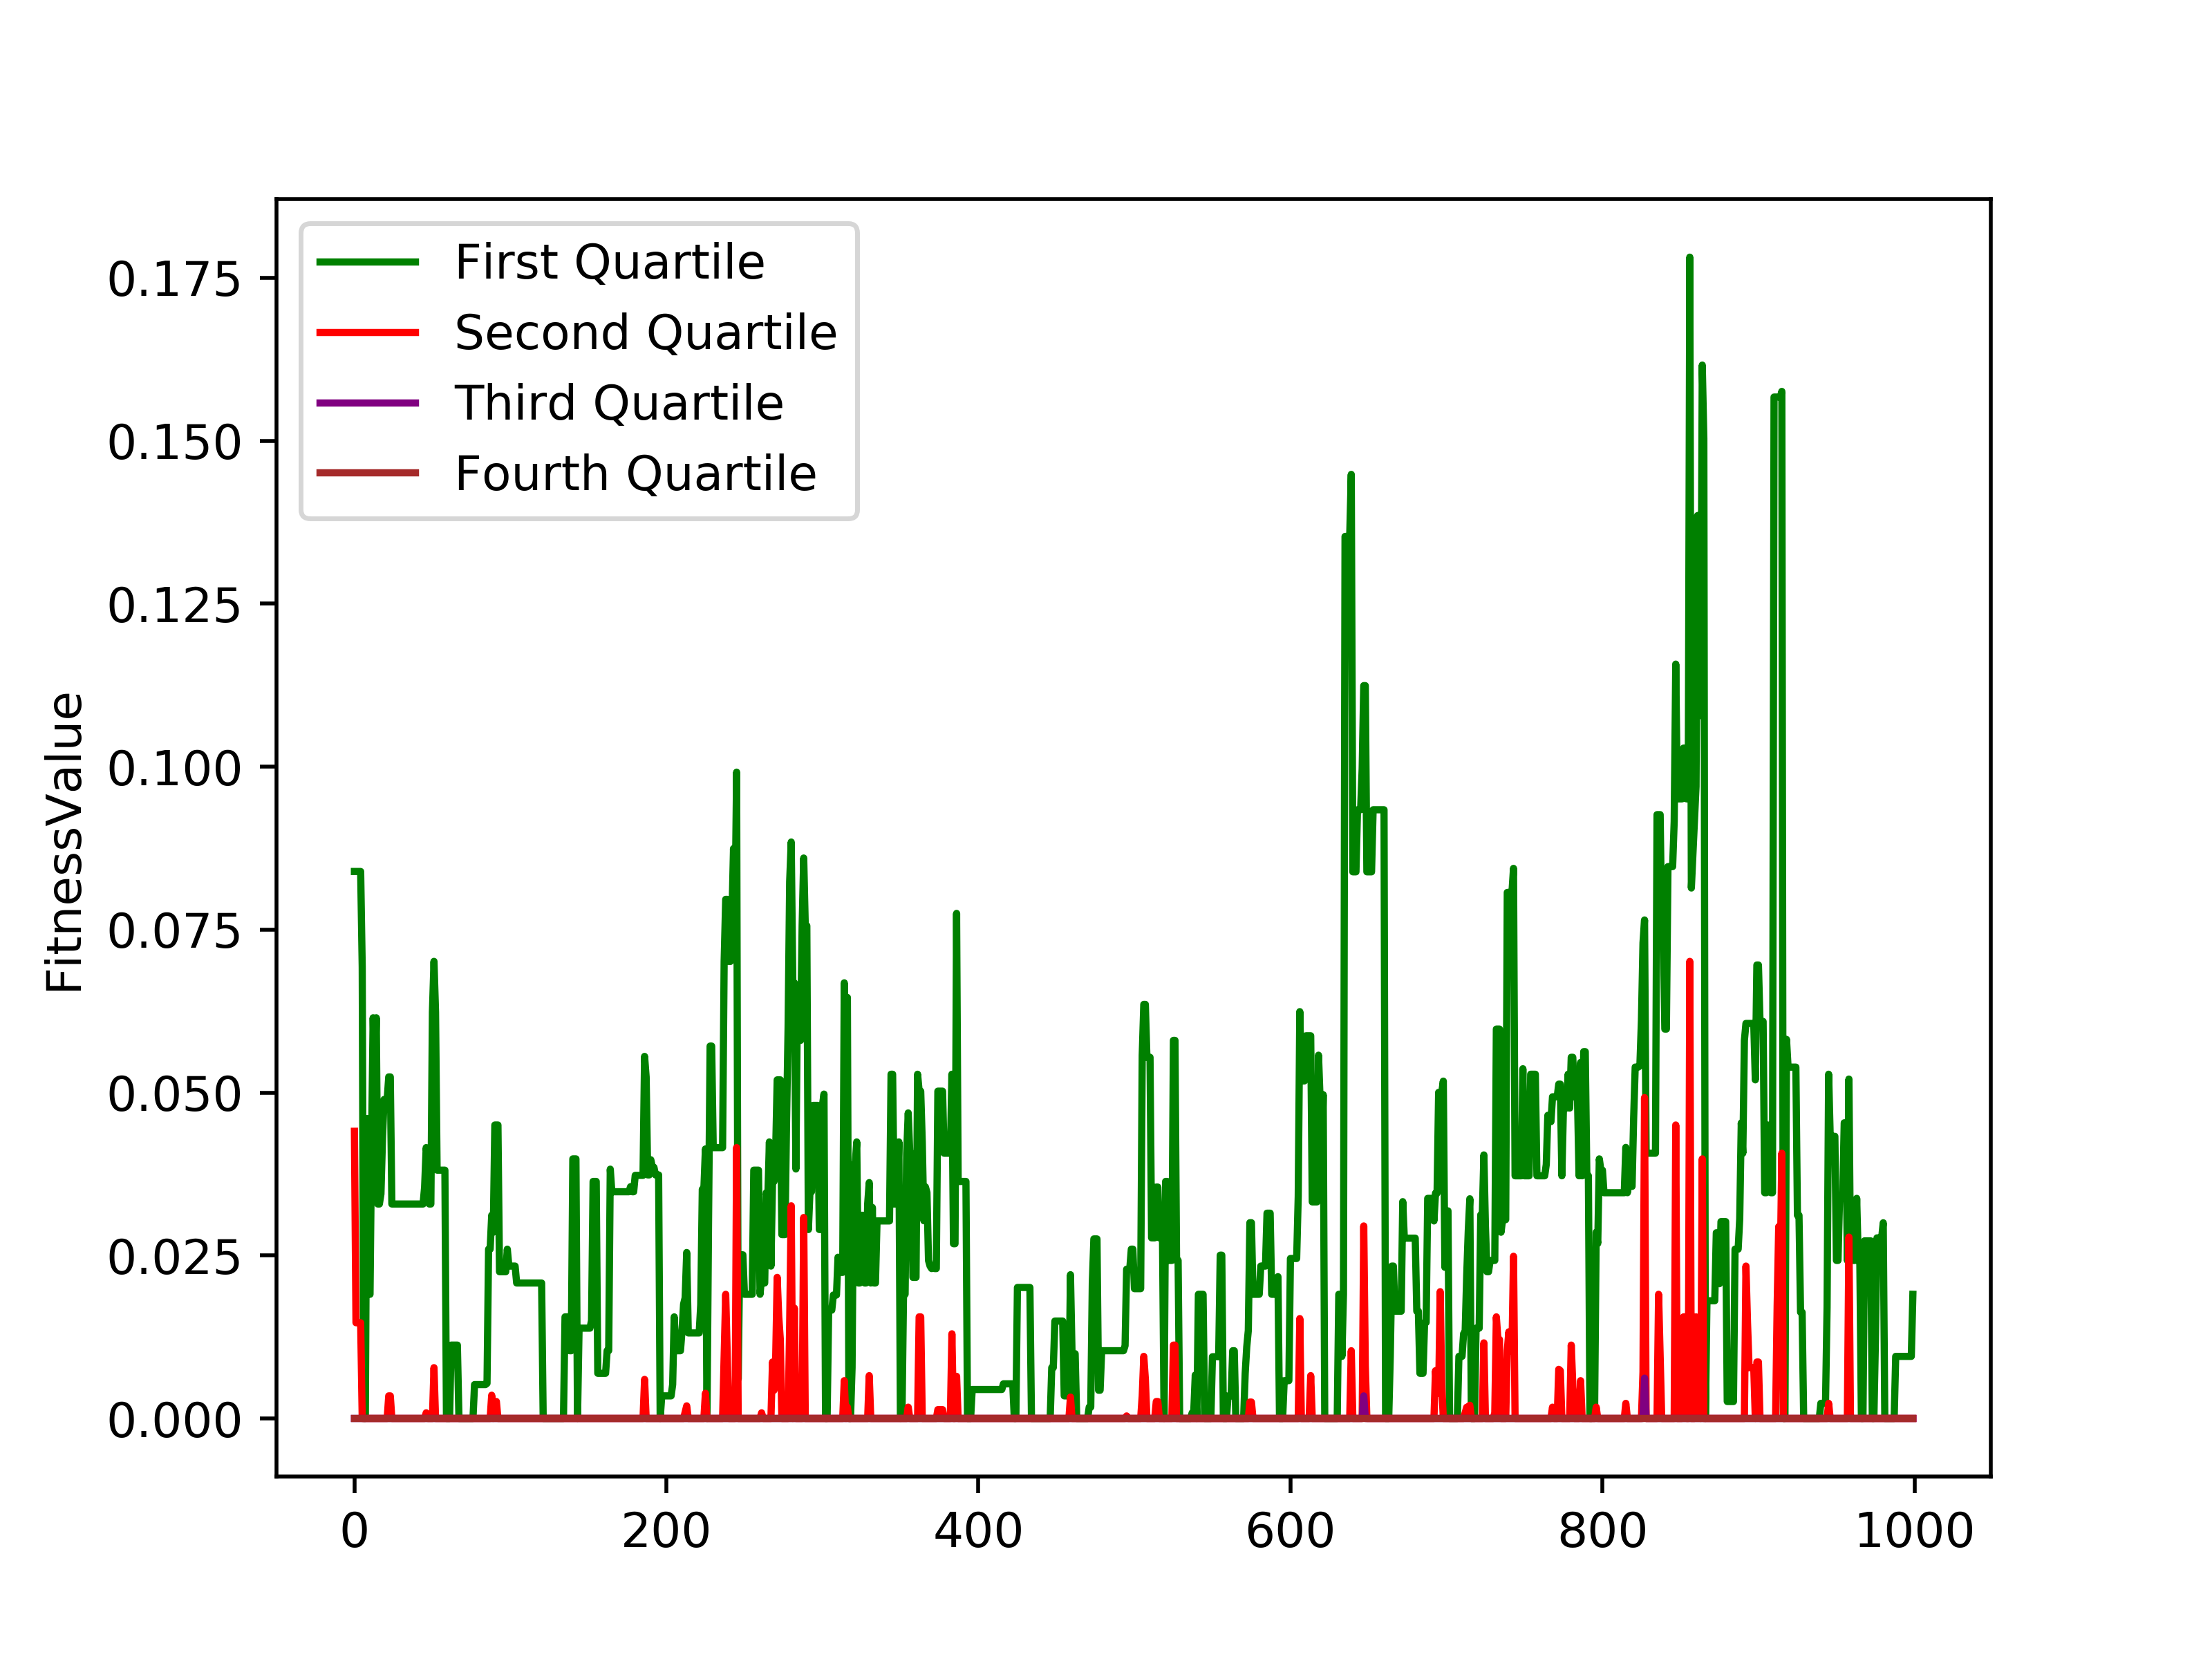 First Quartile
Second Quartile
Third Quartile
Fourth Quartile
FitnessValue
0.175
0.150
0.125
0.100
0.075
0.050
0.025
0.000
0 200 400 600 800 1000